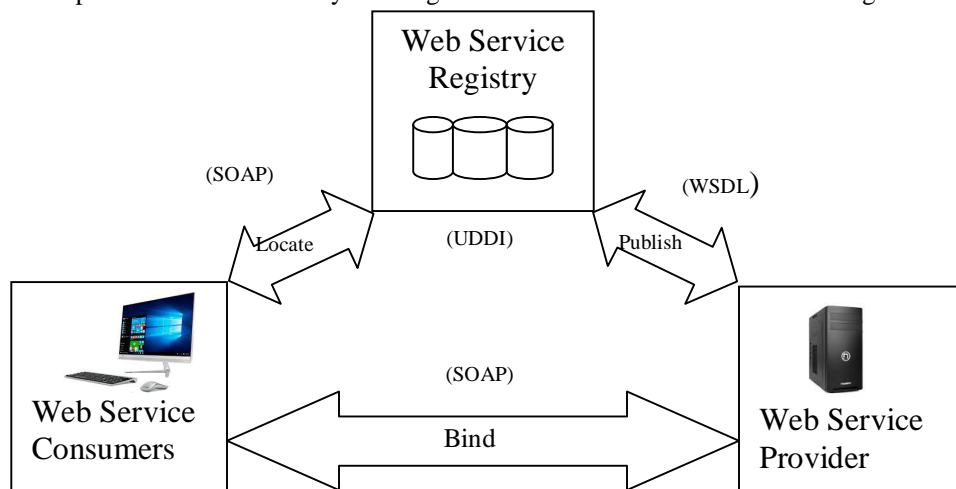 Web Service
Registry
(SOAP)
(WSDL)
Locate
(UDDI)
Publish
(SOAP)
Web Service
Consumers
Bind
Web Service
Provider